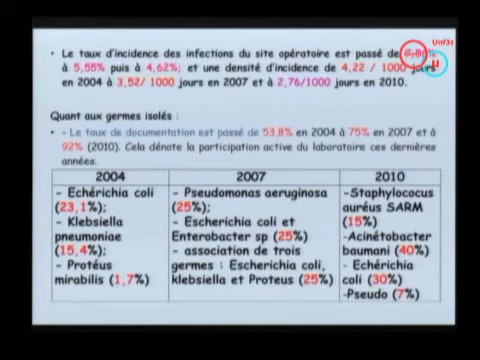 Unf3s
• Le taux d'incidence des infections du site opératoire est passé de
à 5,55% puis à 4,62%; et une densité d'incidence de 4,22 / 1000 jours
en 2004 à 3,52/ 1000 jours en 2007 et à 2,76/1000 jours en 2010.
Quant aux germes isolés :
• - Le taux de documentation est passé de 53,8% en 2004 à 75% en 2007 et à
92% (2010). Cela dénote la participation active du laboratoire ces dernières
années.
2004 2007 2010
- Echérichia coli
(23,1%);
- Klebsiella
pneumoniae
(15,4%);
- Protéus
mirabilis (1,7%)
- Pseudomonas aeruginosa
(25%);
- Escherichia coli et
Enterobacter sp (25%)
- association de trois
germes : Escherichia coli,
klebsiella et Proteus (25%)
-Staphylococus
auréus SARM
(15%)
-Acinétobacter
baumani (40%)
- Echérichia
coli (30%)
-Pseudo (7%)